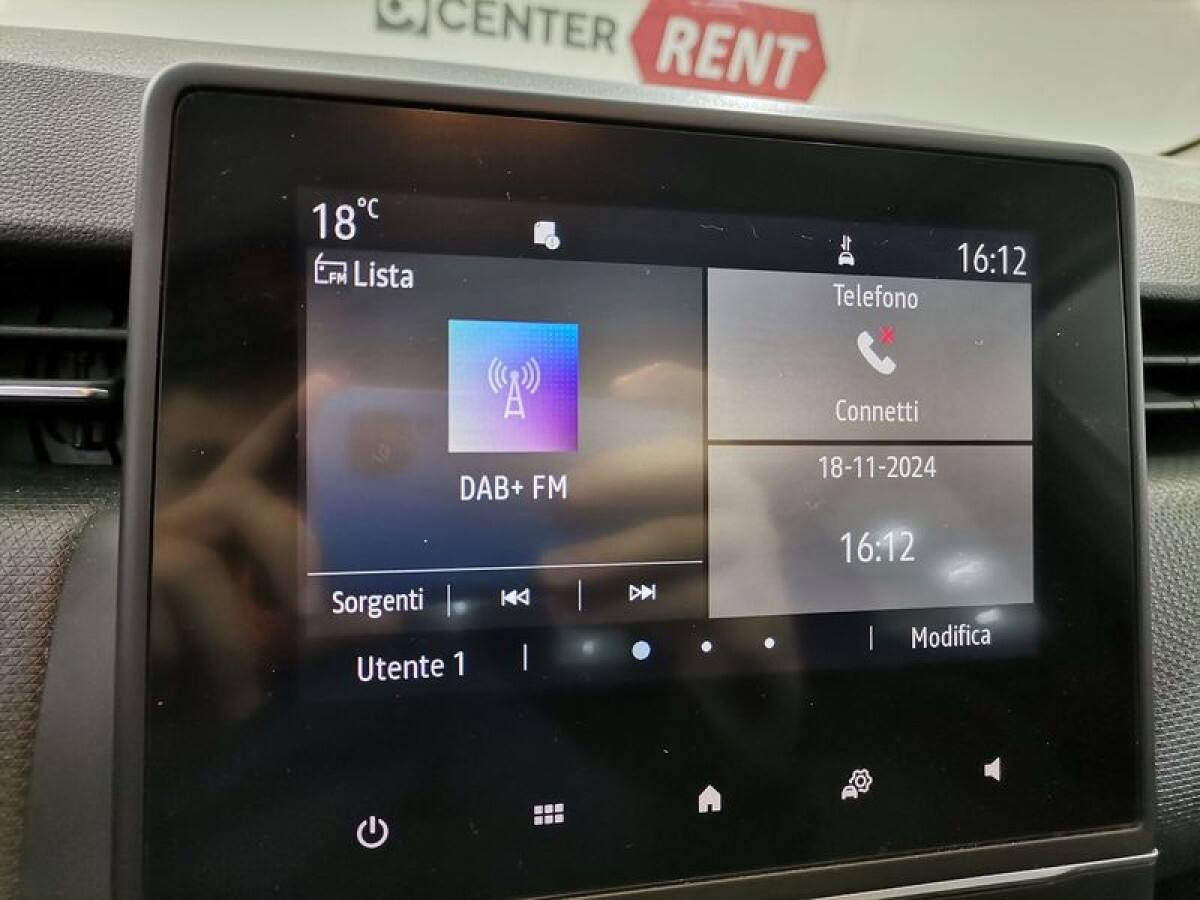 CENTER RENT
18°C
16:12
FM Lista
Telefono
Connetti
DAB+ FM
18-11-2024
16:12
Sorgenti
Utente 1
Modifica